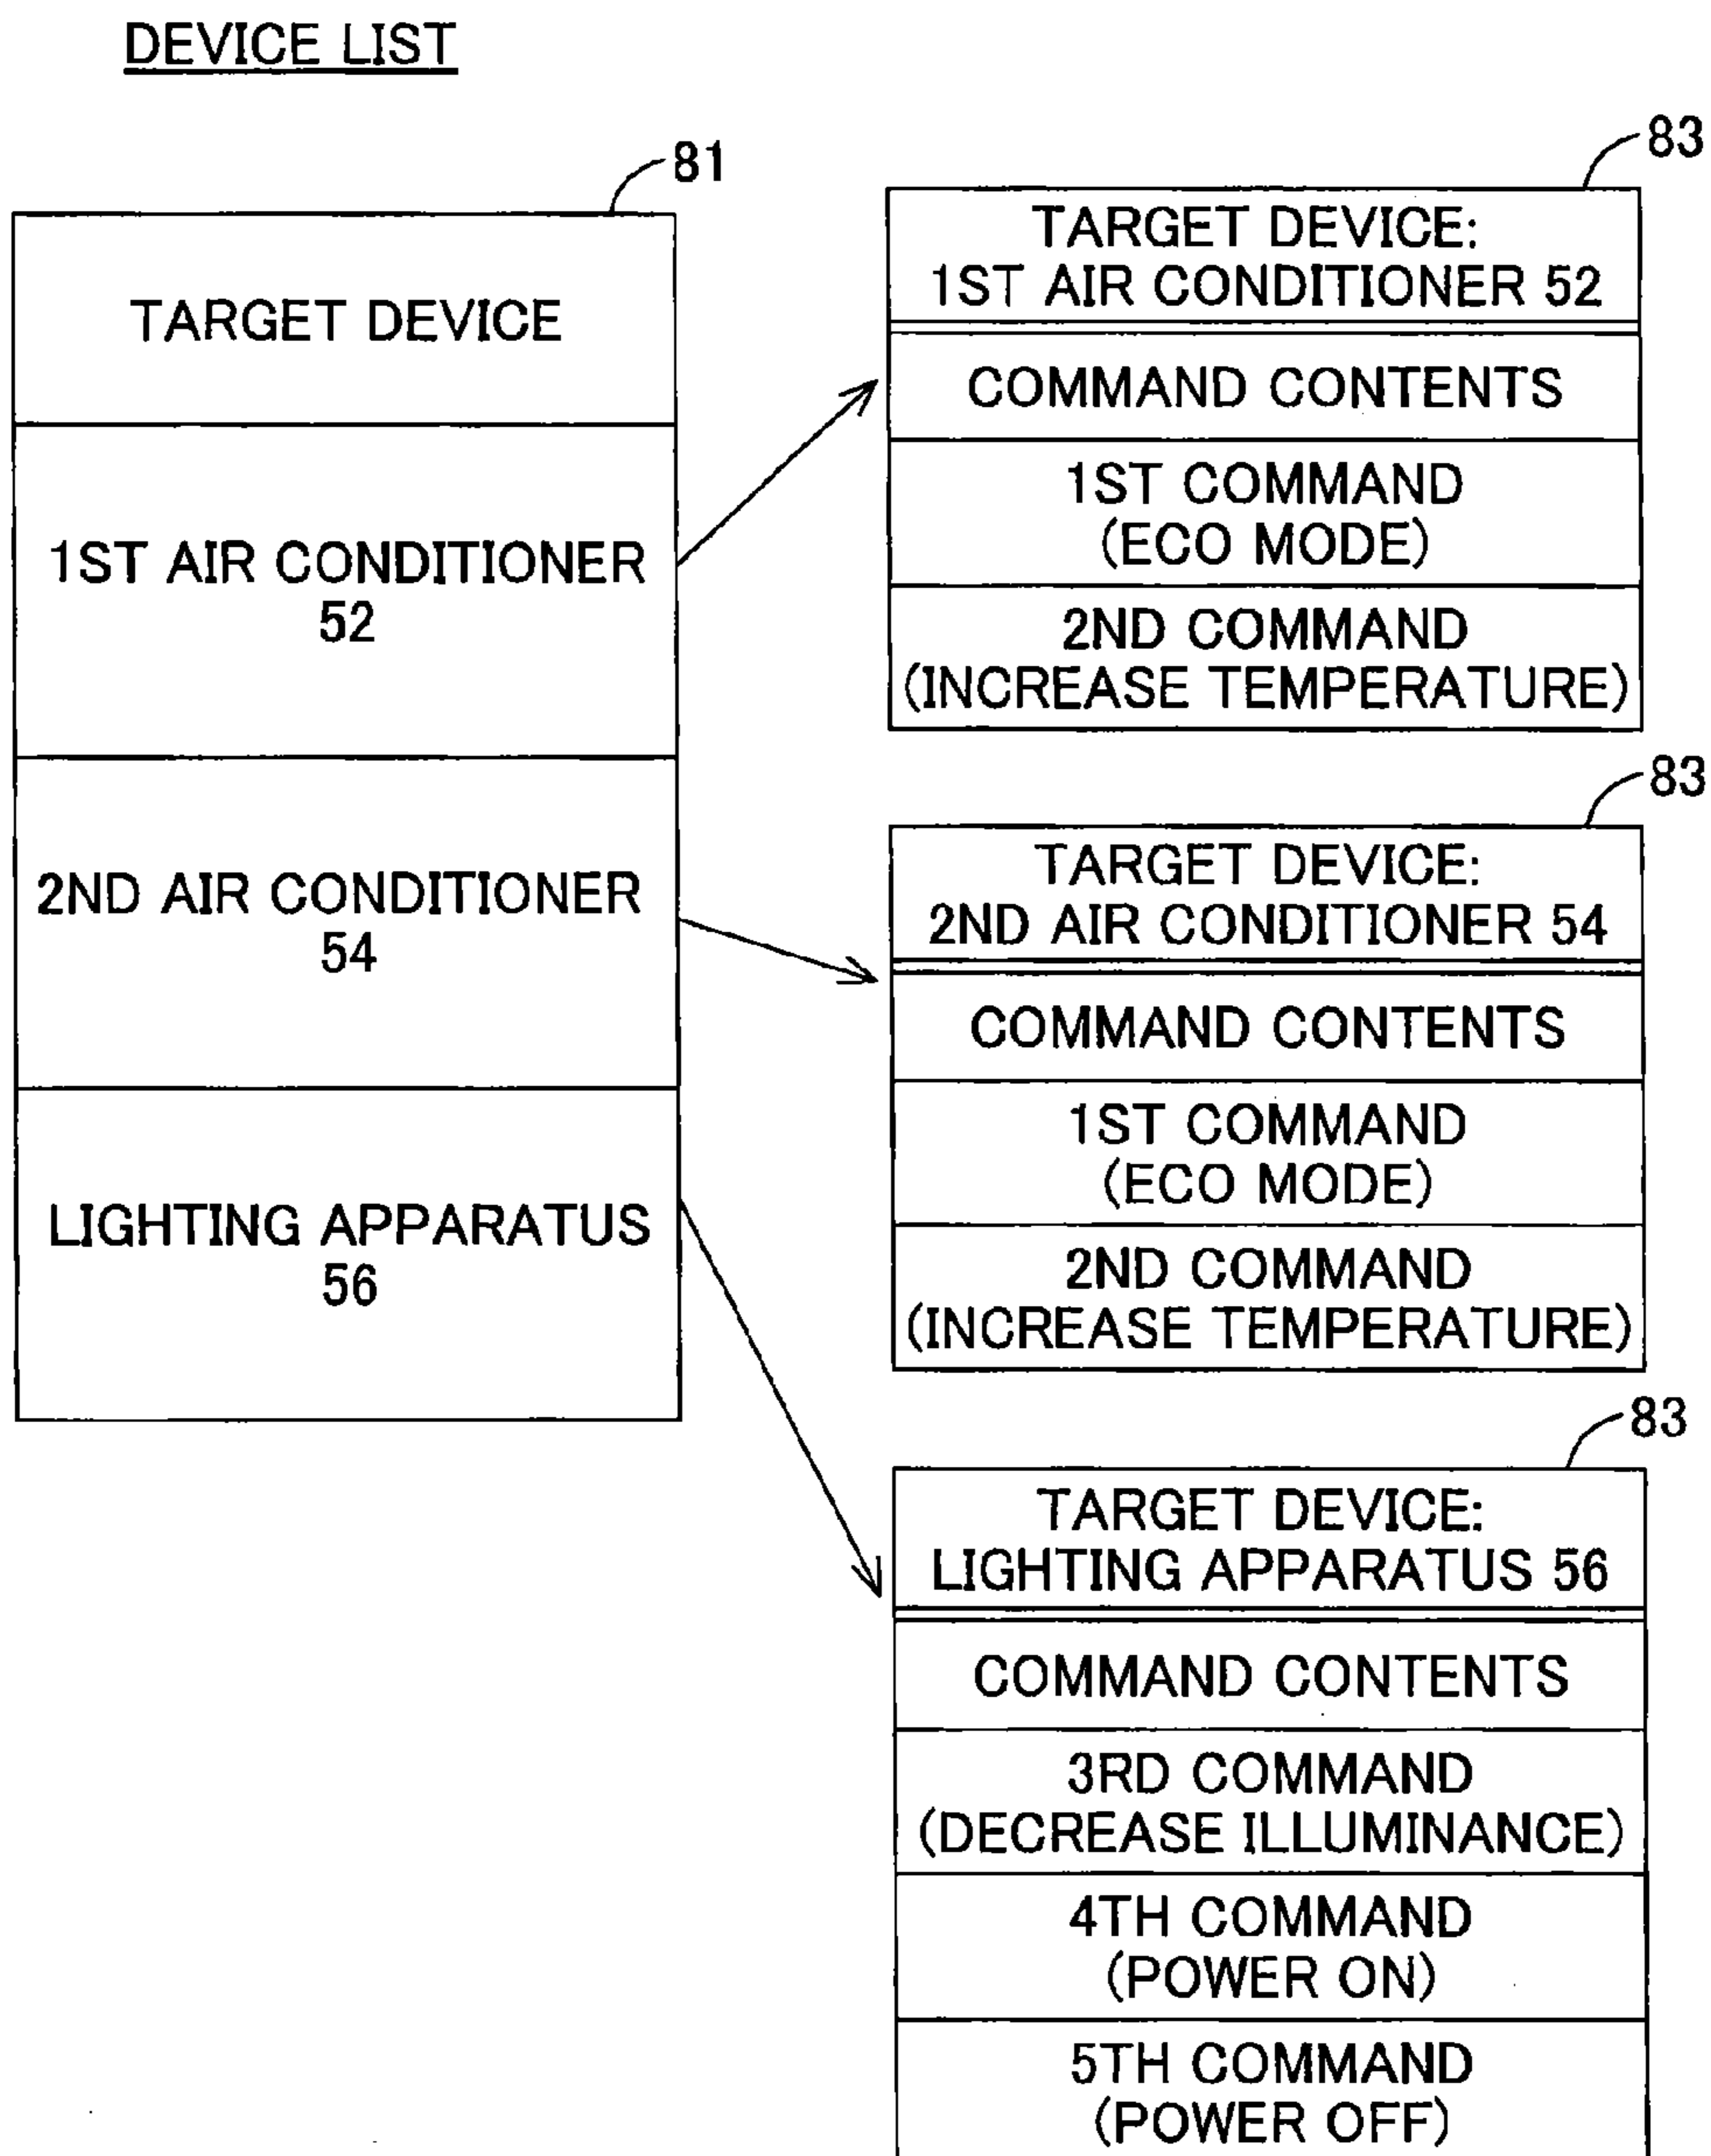 DEVICE LIST
81
TARGET DEVICE
1ST AIR CONDITIONER
52
2ND AIR CONDITIONER
54
LIGHTING APPARATUS
56
83
TARGET DEVICE:
1ST AIR CONDITIONER 52
COMMAND CONTENTS
1ST COMMAND
(ECO MODE)
2ND COMMAND
(INCREASE TEMPERATURE)
83
TARGET DEVICE:
2ND AIR CONDITIONER 54
COMMAND CONTENTS
1ST COMMAND
(ECO MODE)
2ND COMMAND
(INCREASE TEMPERATURE)
83
TARGET DEVICE:
LIGHTING APPARATUS 56
COMMAND CONTENTS
3RD COMMAND
(DECREASE ILLUMINANCE)
4TH COMMAND
(POWER ON)
5TH COMMAND
(POWER OFF)